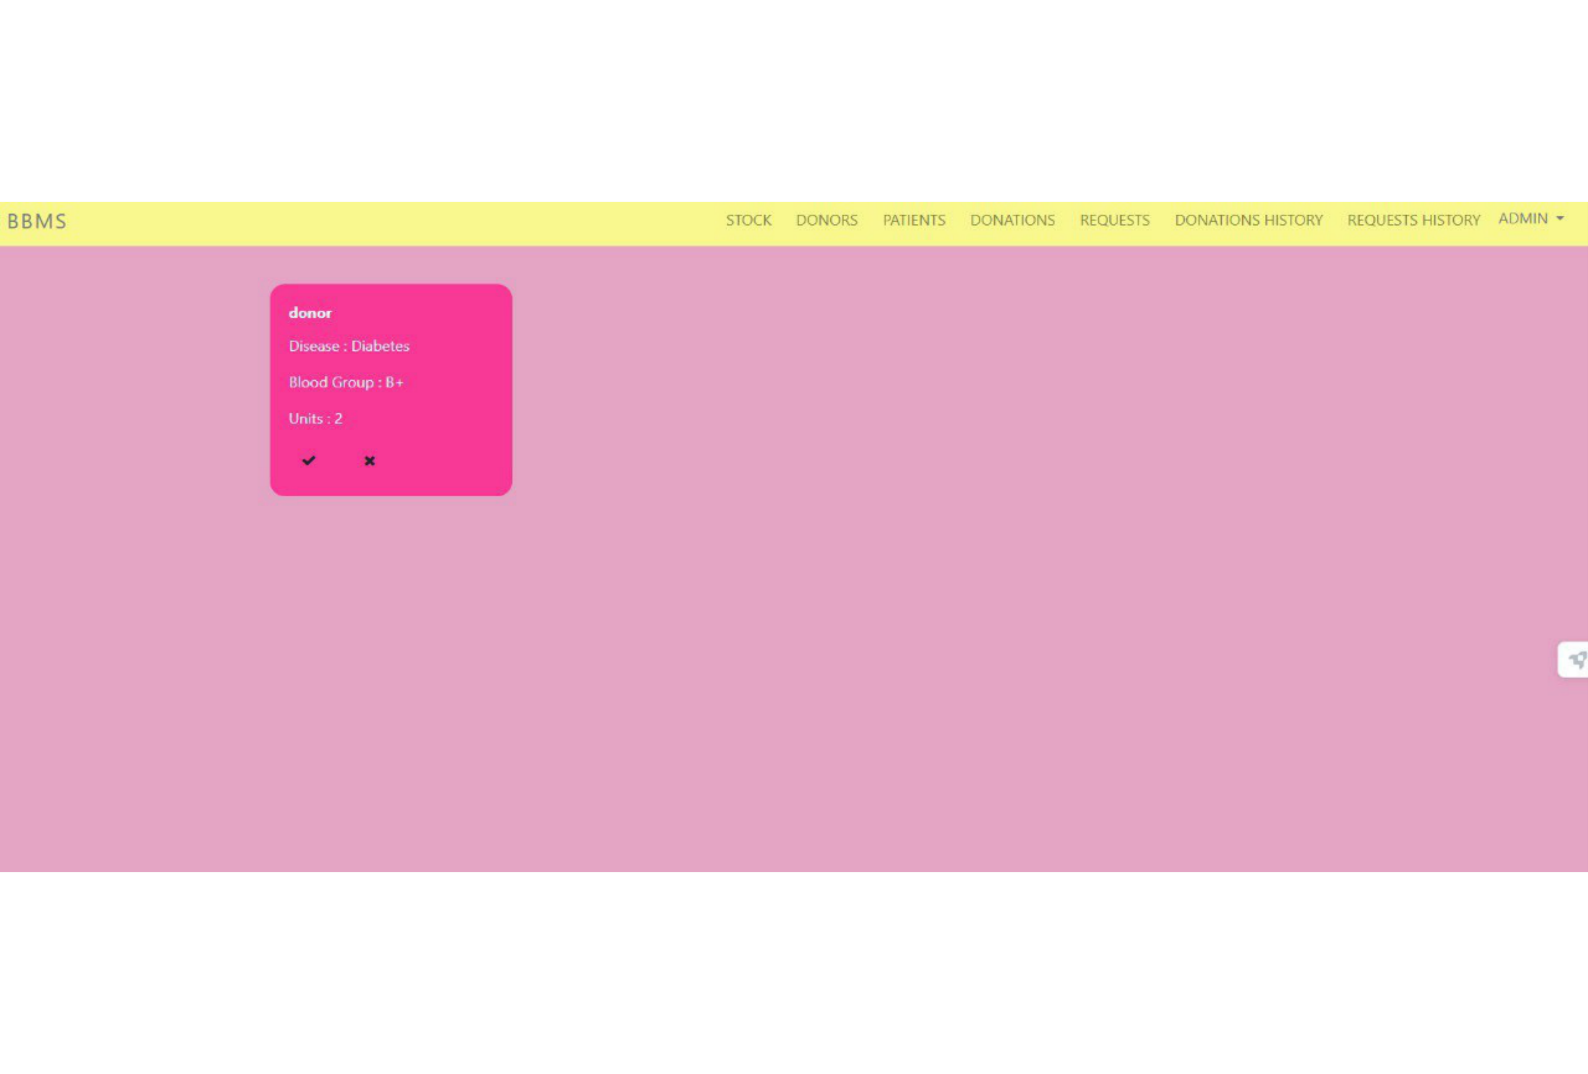 BBMS STOCK DONORS PATIENTS DONATIONS REQUESTS DONATIONS HISTORY REQUESTS HISTORY ADMIN
donor
Disease : Diabetes
Blood Group : B+
Units : 2